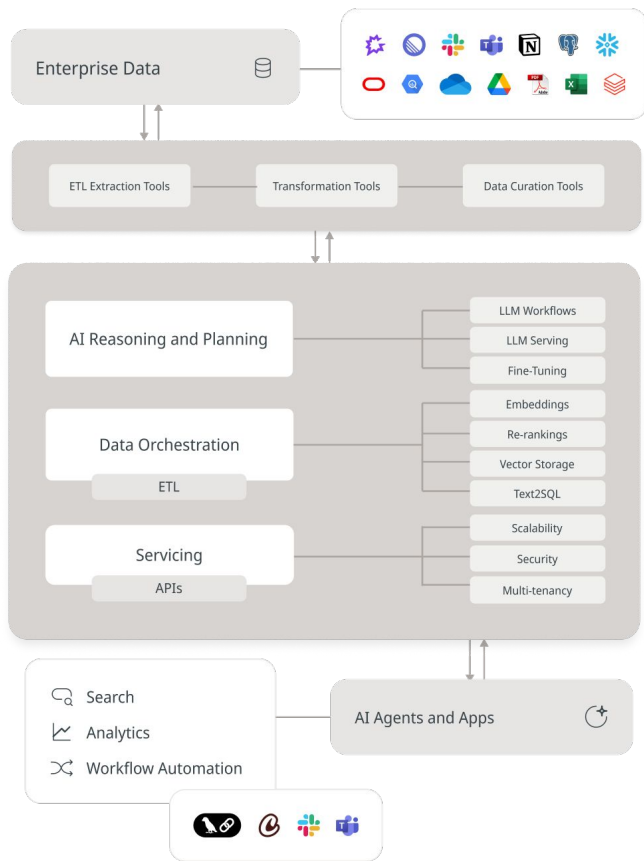 Enterprise Data
N
PDF
Adobe
X
ETL Extraction Tools
Transformation Tools
Data Curation Tools
AI Reasoning and Planning
LLM Workflows
LLM Serving
Fine-Tuning
Data Orchestration
ETL
Embeddings
Re-rankings
Vector Storage
Text2SQL
Servicing
APIs
Scalability
Security
Multi-tenancy
Search
Analytics
Workflow Automation
AI Agents and Apps
T